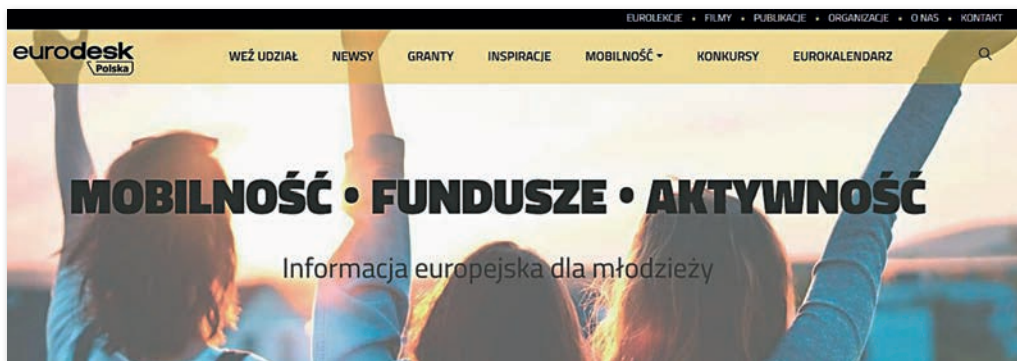 EUROLEKCJE • FILMY • PUBLIKACJE • ORGANIZACJE • O NAS • KONTAKT
eurodesk
Polska
WEŹ UDZIAŁ NEWSY GRANTY INSPIRACJE MOBILNOŚĆ KONKURSY EUROKALENDARZ
MOBILNOŚĆ • FUNDUSZE • AKTYWNOŚĆ
Informacja europejska dla młodzieży